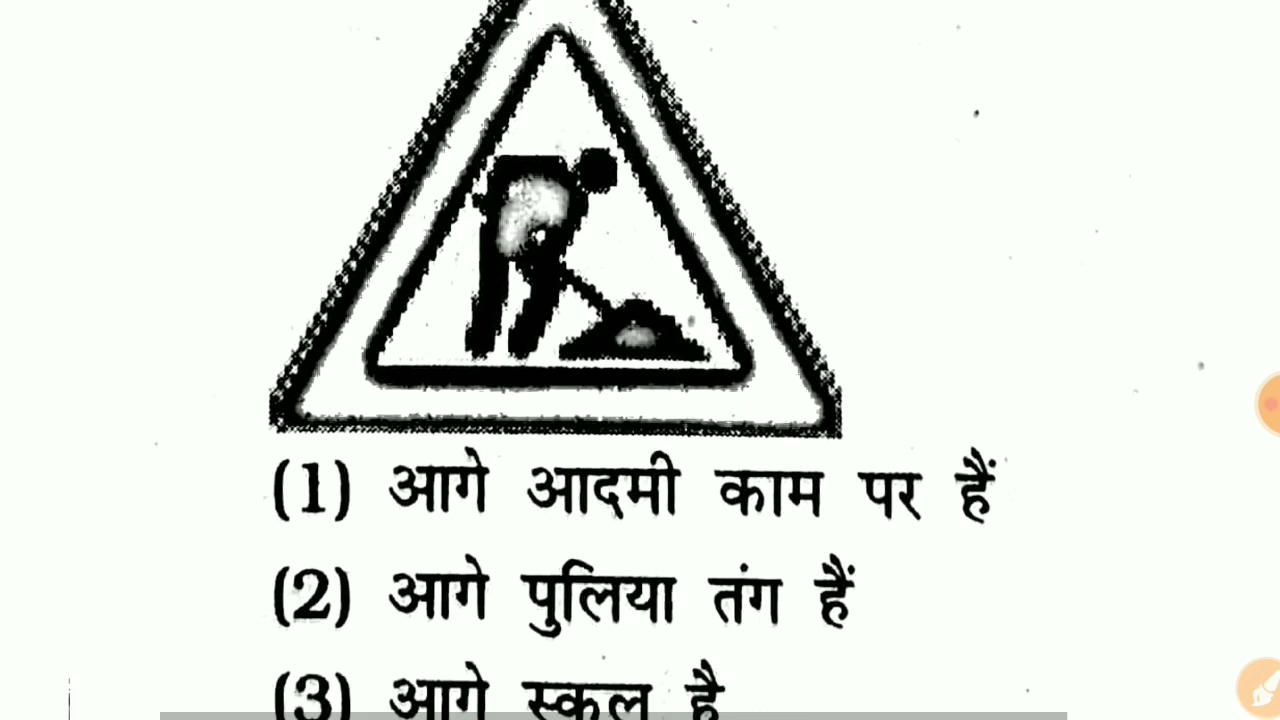 (1) आगे आदमी काम पर हैं
(2) आगे पुलिया तंग हैं
(3) आगे स्कूल है